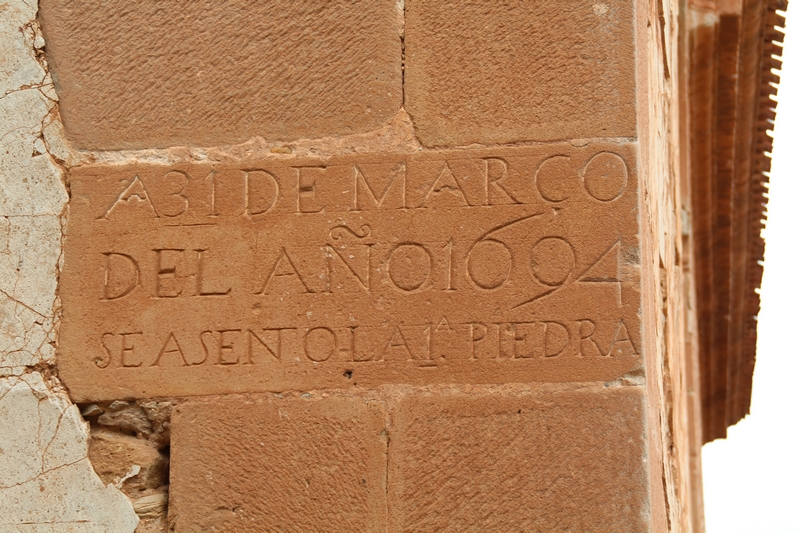 A 31 DE MARÇO
DEL AÑO 1694
SE ASENTO LA 1ª. PIEDRA